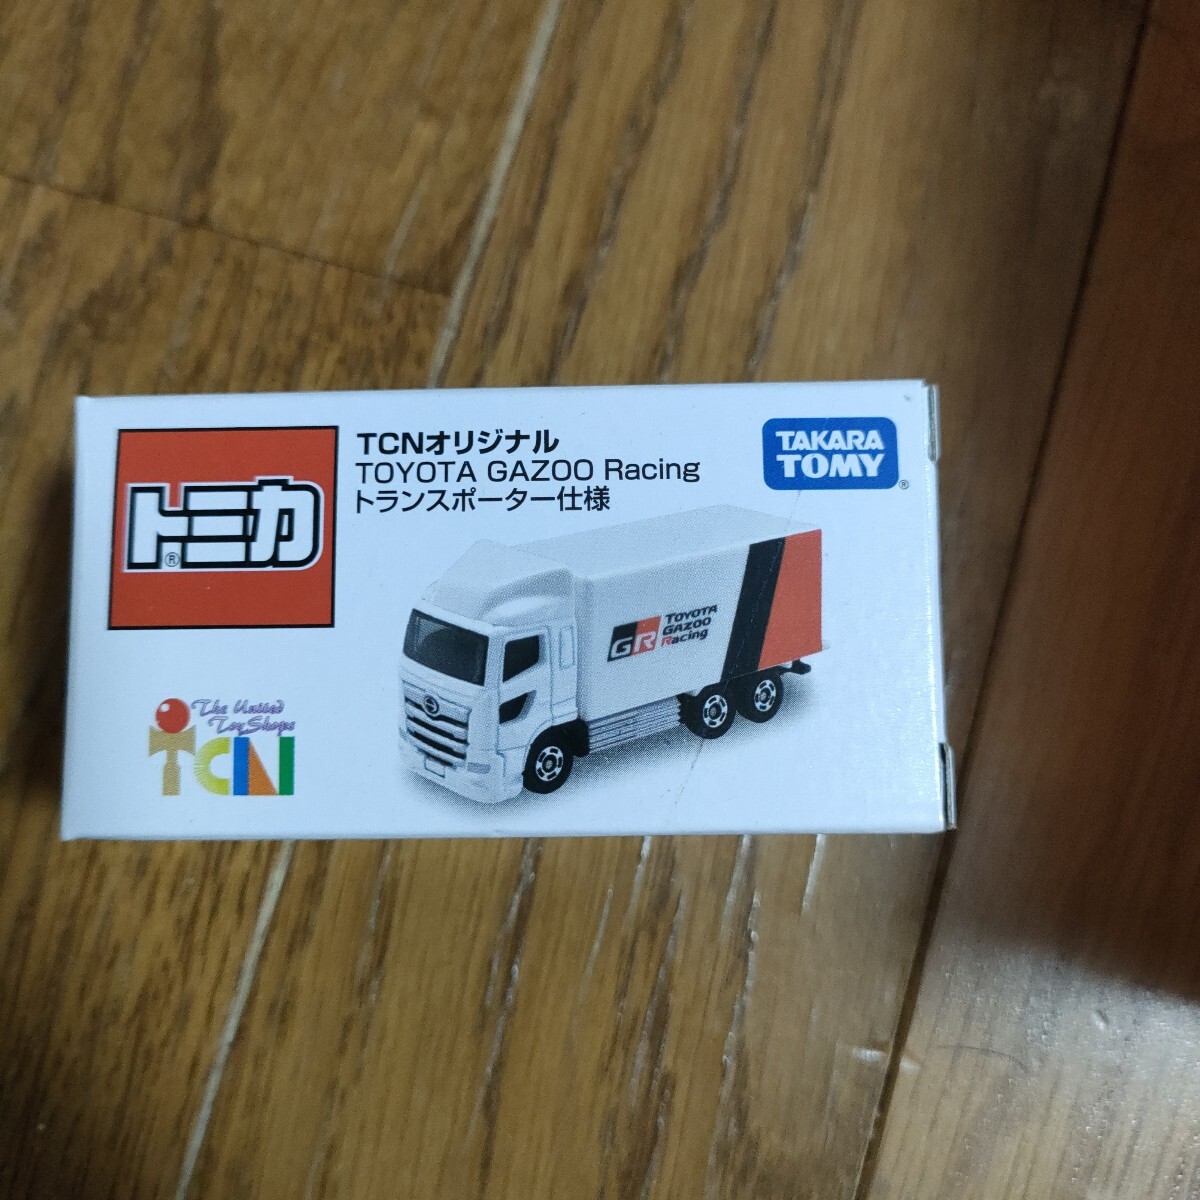 トミカ
®
TCNオリジナル
TOYOTA GAZOO Racing
トランスポーター仕様
TAKARA
TOMY
®
GR
TOYOTA
GAZOO
Racing
The United
Toy Shops
TCN